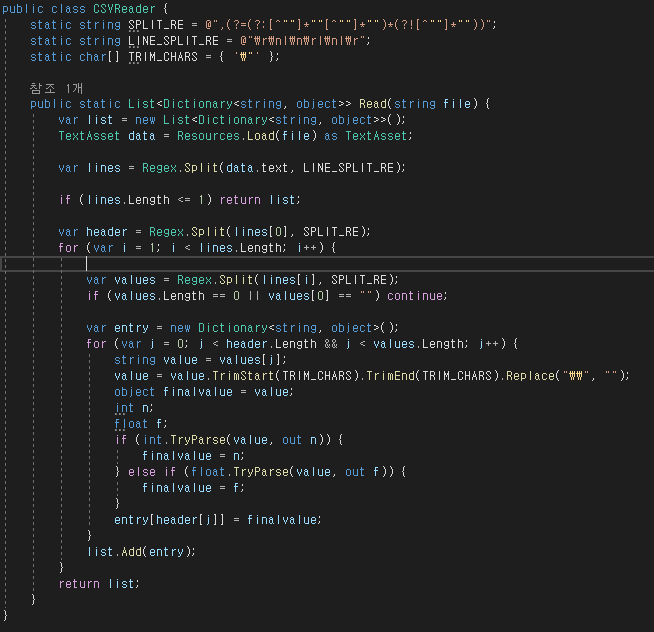 public class CSVReader {
    static string SPLIT_RE = @",(?=(?:[^""]*""[^""]*"")*(?![^""]*""))";
    static string LINE_SPLIT_RE = @"₩r₩n|₩n₩r|₩n|₩r";
    static char[] TRIM_CHARS = { '₩"' };

    참조 1개
    public static List<Dictionary<string, object>> Read(string file) {
        var list = new List<Dictionary<string, object>>();
        TextAsset data = Resources.Load(file) as TextAsset;

        var lines = Regex.Split(data.text, LINE_SPLIT_RE);

        if (lines.Length <= 1) return list;

        var header = Regex.Split(lines[0], SPLIT_RE);
        for (var i = 1; i < lines.Length; i++) {

            var values = Regex.Split(lines[i], SPLIT_RE);
            if (values.Length == 0 || values[0] == "") continue;

            var entry = new Dictionary<string, object>();
            for (var j = 0; j < header.Length && j < values.Length; j++) {
                string value = values[j];
                value = value.TrimStart(TRIM_CHARS).TrimEnd(TRIM_CHARS).Replace("₩₩", "");
                object finalvalue = value;
                int n;
                float f;
                if (int.TryParse(value, out n)) {
                    finalvalue = n;
                } else if (float.TryParse(value, out f)) {
                    finalvalue = f;
                }
                entry[header[j]] = finalvalue;
            }
            list.Add(entry);
        }
        return list;
    }
}